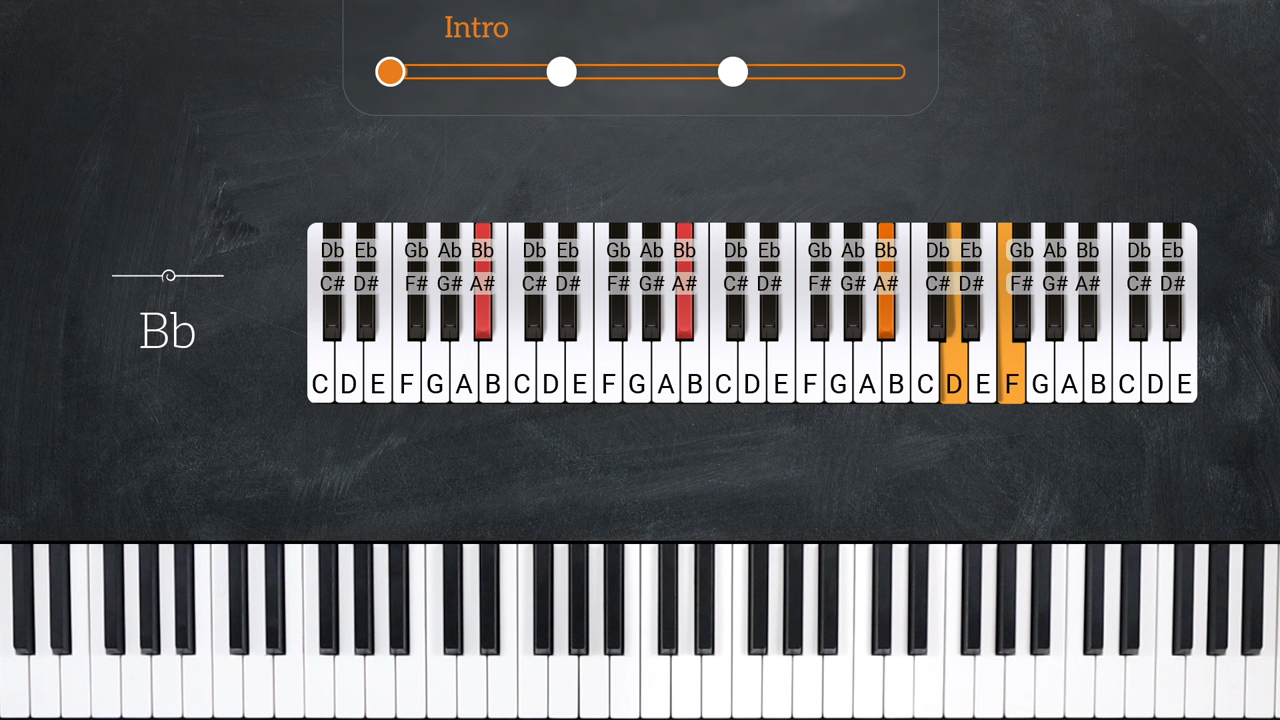 Intro
Bb
Db Eb Gb Ab Bb Db Eb Gb Ab Bb Db Eb Gb Ab Bb Db Eb Gb Ab Bb Db Eb
C# D# F# G# A# C# D# F# G# A# C# D# F# G# A# C# D# F# G# A# C# D#
C D E F G A B C D E F G A B C D E F G A B C D E F G A B C D E